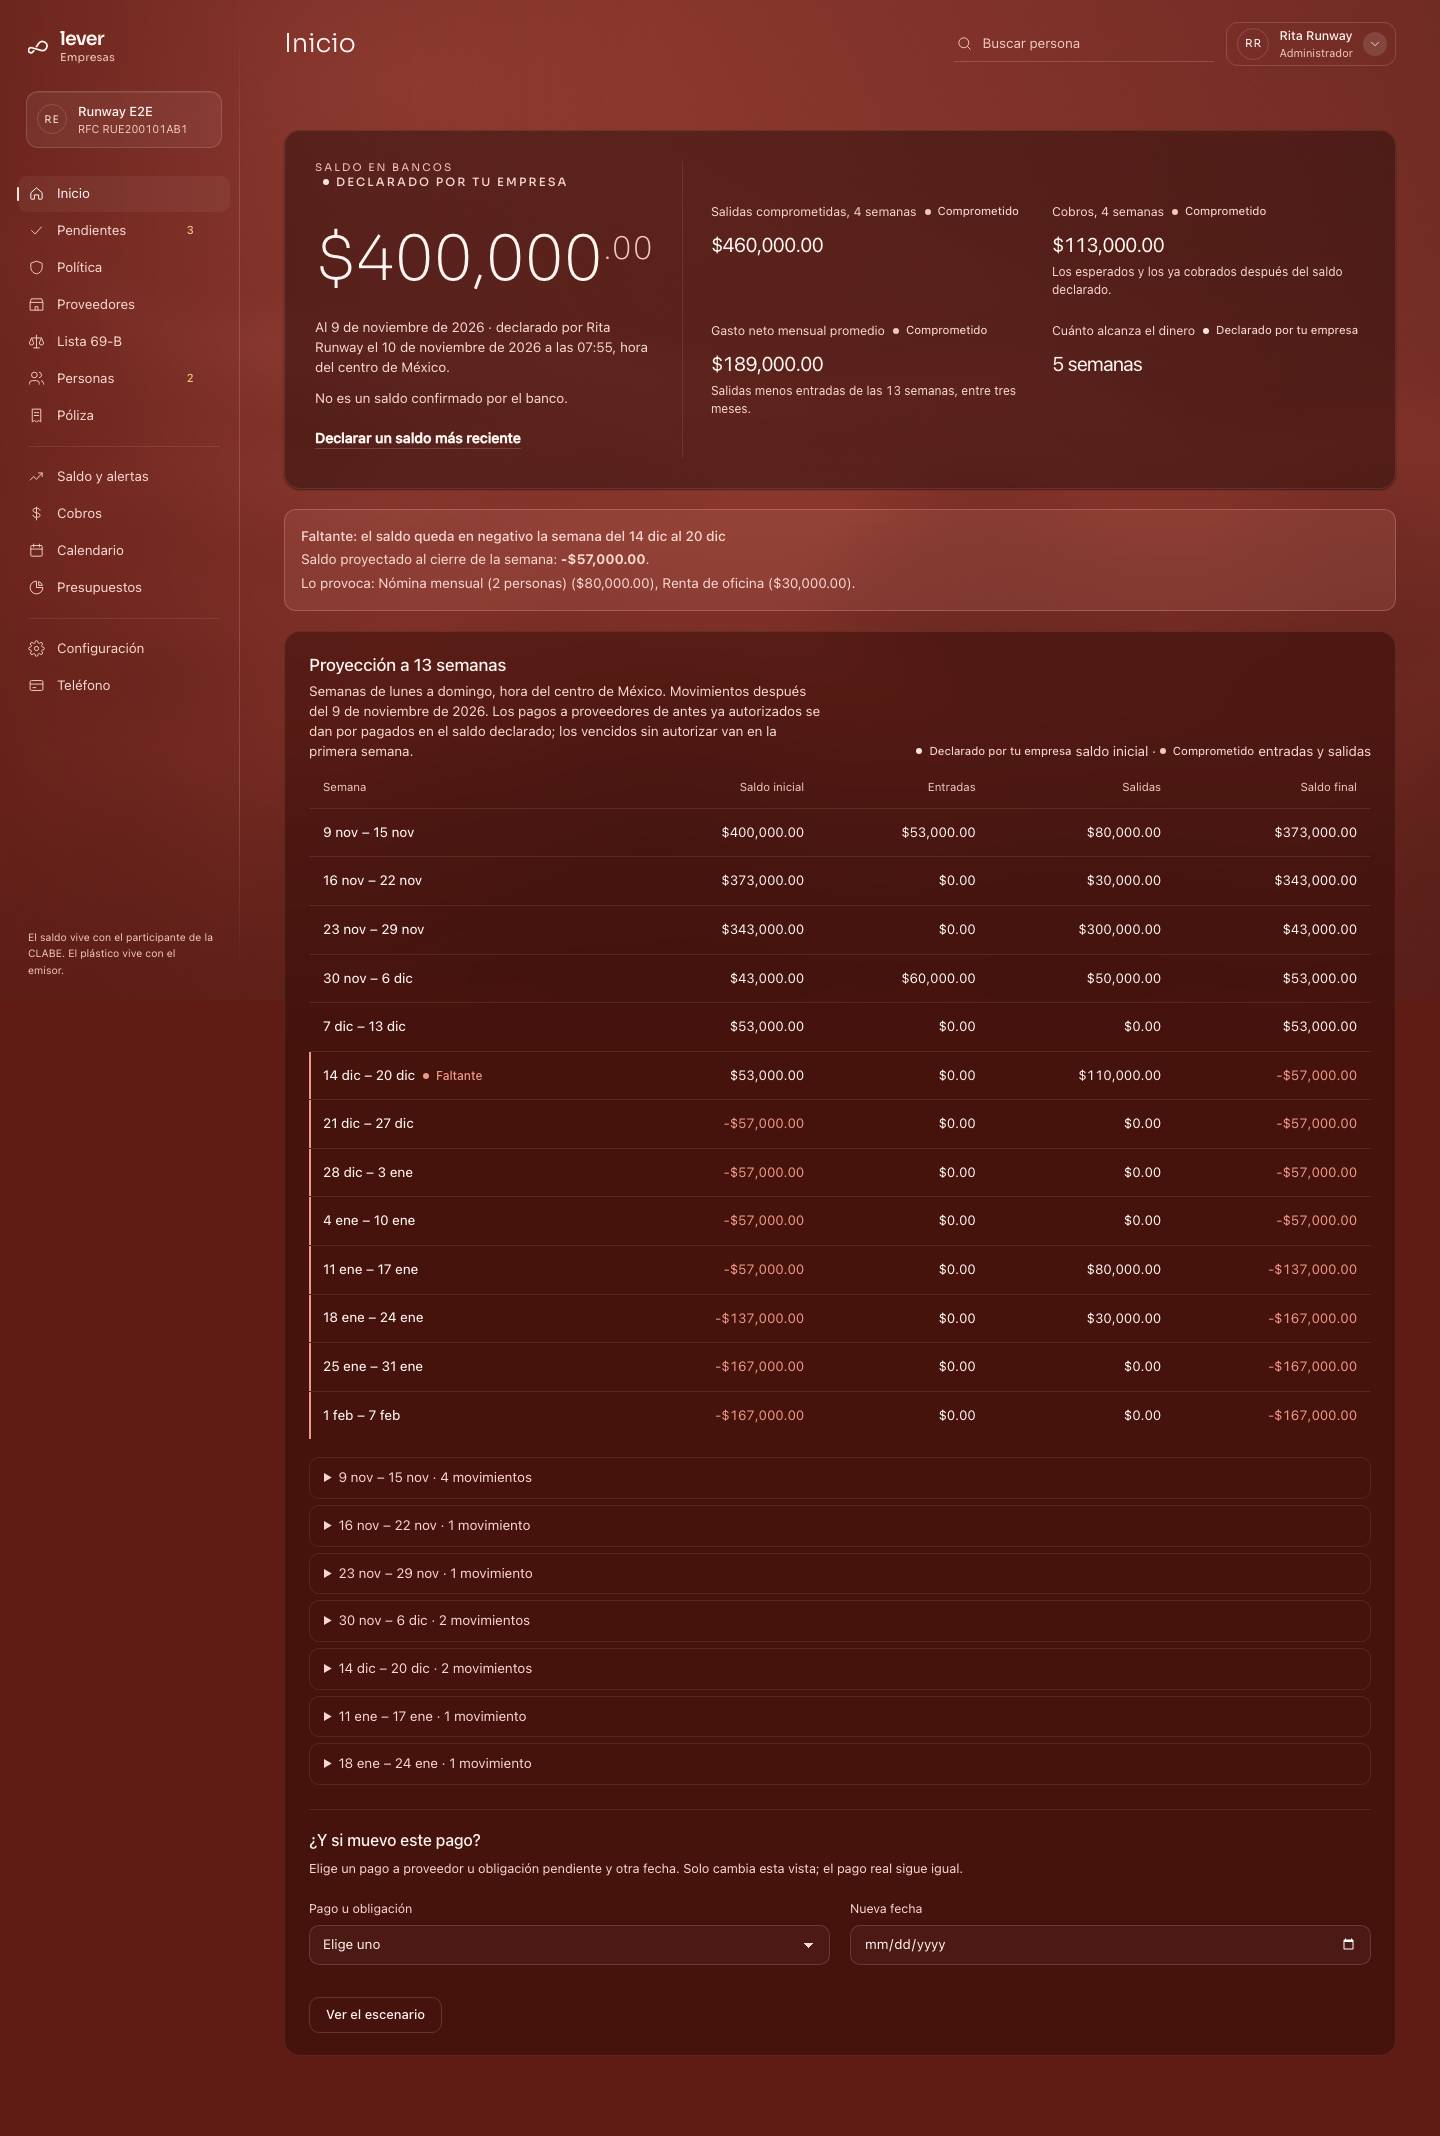 lever
Empresas
RE
Runway E2E
RFC RUE200101AB1
Inicio
Pendientes 3
Política
Proveedores
Lista 69-B
Personas 2
Póliza
Saldo y alertas
Cobros
Calendario
Presupuestos
Configuración
Teléfono
El saldo vive con el participante de la
CLABE. El plástico vive con el
emisor.
Inicio
Buscar persona
RR
Rita Runway
Administrador
SALDO EN BANCOS
DECLARADO POR TU EMPRESA
$400,000.00
Al 9 de noviembre de 2026 · declarado por Rita
Runway el 10 de noviembre de 2026 a las 07:55, hora
del centro de México.
No es un saldo confirmado por el banco.
Declarar un saldo más reciente
Salidas comprometidas, 4 semanas Comprometido
$460,000.00
Cobros, 4 semanas Comprometido
$113,000.00
Los esperados y los ya cobrados después del saldo
declarado.
Gasto neto mensual promedio Comprometido
$189,000.00
Salidas menos entradas de las 13 semanas, entre tres
meses.
Cuánto alcanza el dinero Declarado por tu empresa
5 semanas
Faltante: el saldo queda en negativo la semana del 14 dic al 20 dic
Saldo proyectado al cierre de la semana: -$57,000.00.
Lo provoca: Nómina mensual (2 personas) ($80,000.00), Renta de oficina ($30,000.00).
Proyección a 13 semanas
Semanas de lunes a domingo, hora del centro de México. Movimientos después
del 9 de noviembre de 2026. Los pagos a proveedores de antes ya autorizados se
dan por pagados en el saldo declarado; los vencidos sin autorizar van en la
primera semana.
Declarado por tu empresa saldo inicial · Comprometido entradas y salidas
Semana Saldo inicial Entradas Salidas Saldo final
9 nov – 15 nov $400,000.00 $53,000.00 $80,000.00 $373,000.00
16 nov – 22 nov $373,000.00 $0.00 $30,000.00 $343,000.00
23 nov – 29 nov $343,000.00 $0.00 $300,000.00 $43,000.00
30 nov – 6 dic $43,000.00 $60,000.00 $50,000.00 $53,000.00
7 dic – 13 dic $53,000.00 $0.00 $0.00 $53,000.00
14 dic – 20 dic Faltante $53,000.00 $0.00 $110,000.00 -$57,000.00
21 dic – 27 dic -$57,000.00 $0.00 $0.00 -$57,000.00
28 dic – 3 ene -$57,000.00 $0.00 $0.00 -$57,000.00
4 ene – 10 ene -$57,000.00 $0.00 $0.00 -$57,000.00
11 ene – 17 ene -$57,000.00 $0.00 $80,000.00 -$137,000.00
18 ene – 24 ene -$137,000.00 $0.00 $30,000.00 -$167,000.00
25 ene – 31 ene -$167,000.00 $0.00 $0.00 -$167,000.00
1 feb – 7 feb -$167,000.00 $0.00 $0.00 -$167,000.00
9 nov – 15 nov · 4 movimientos
16 nov – 22 nov · 1 movimiento
23 nov – 29 nov · 1 movimiento
30 nov – 6 dic · 2 movimientos
14 dic – 20 dic · 2 movimientos
11 ene – 17 ene · 1 movimiento
18 ene – 24 ene · 1 movimiento
¿Y si muevo este pago?
Elige un pago a proveedor u obligación pendiente y otra fecha. Solo cambia esta vista; el pago real sigue igual.
Pago u obligación
Elige uno
Nueva fecha
mm/dd/yyyy
Ver el escenario